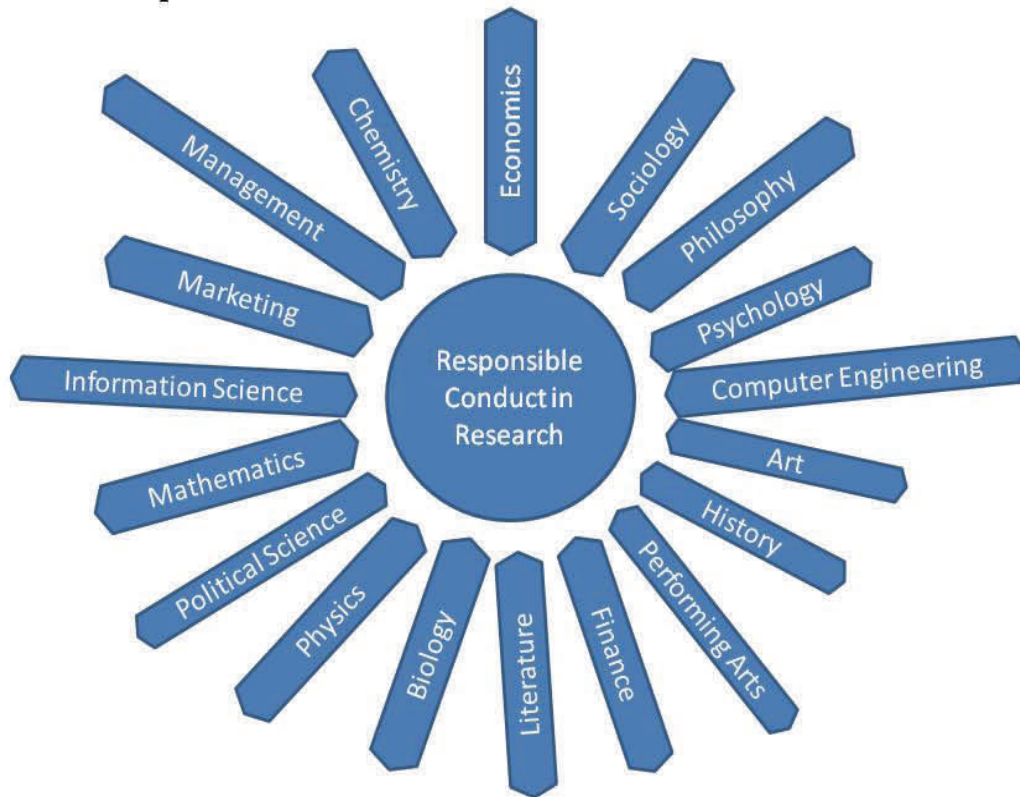 Economics
Sociology
Philosophy
Psychology
Computer Engineering
Art
History
Performing Arts
Finance
Literature
Biology
Physics
Political Science
Mathematics
Information Science
Marketing
Management
Chemistry
Responsible
Conduct in
Research